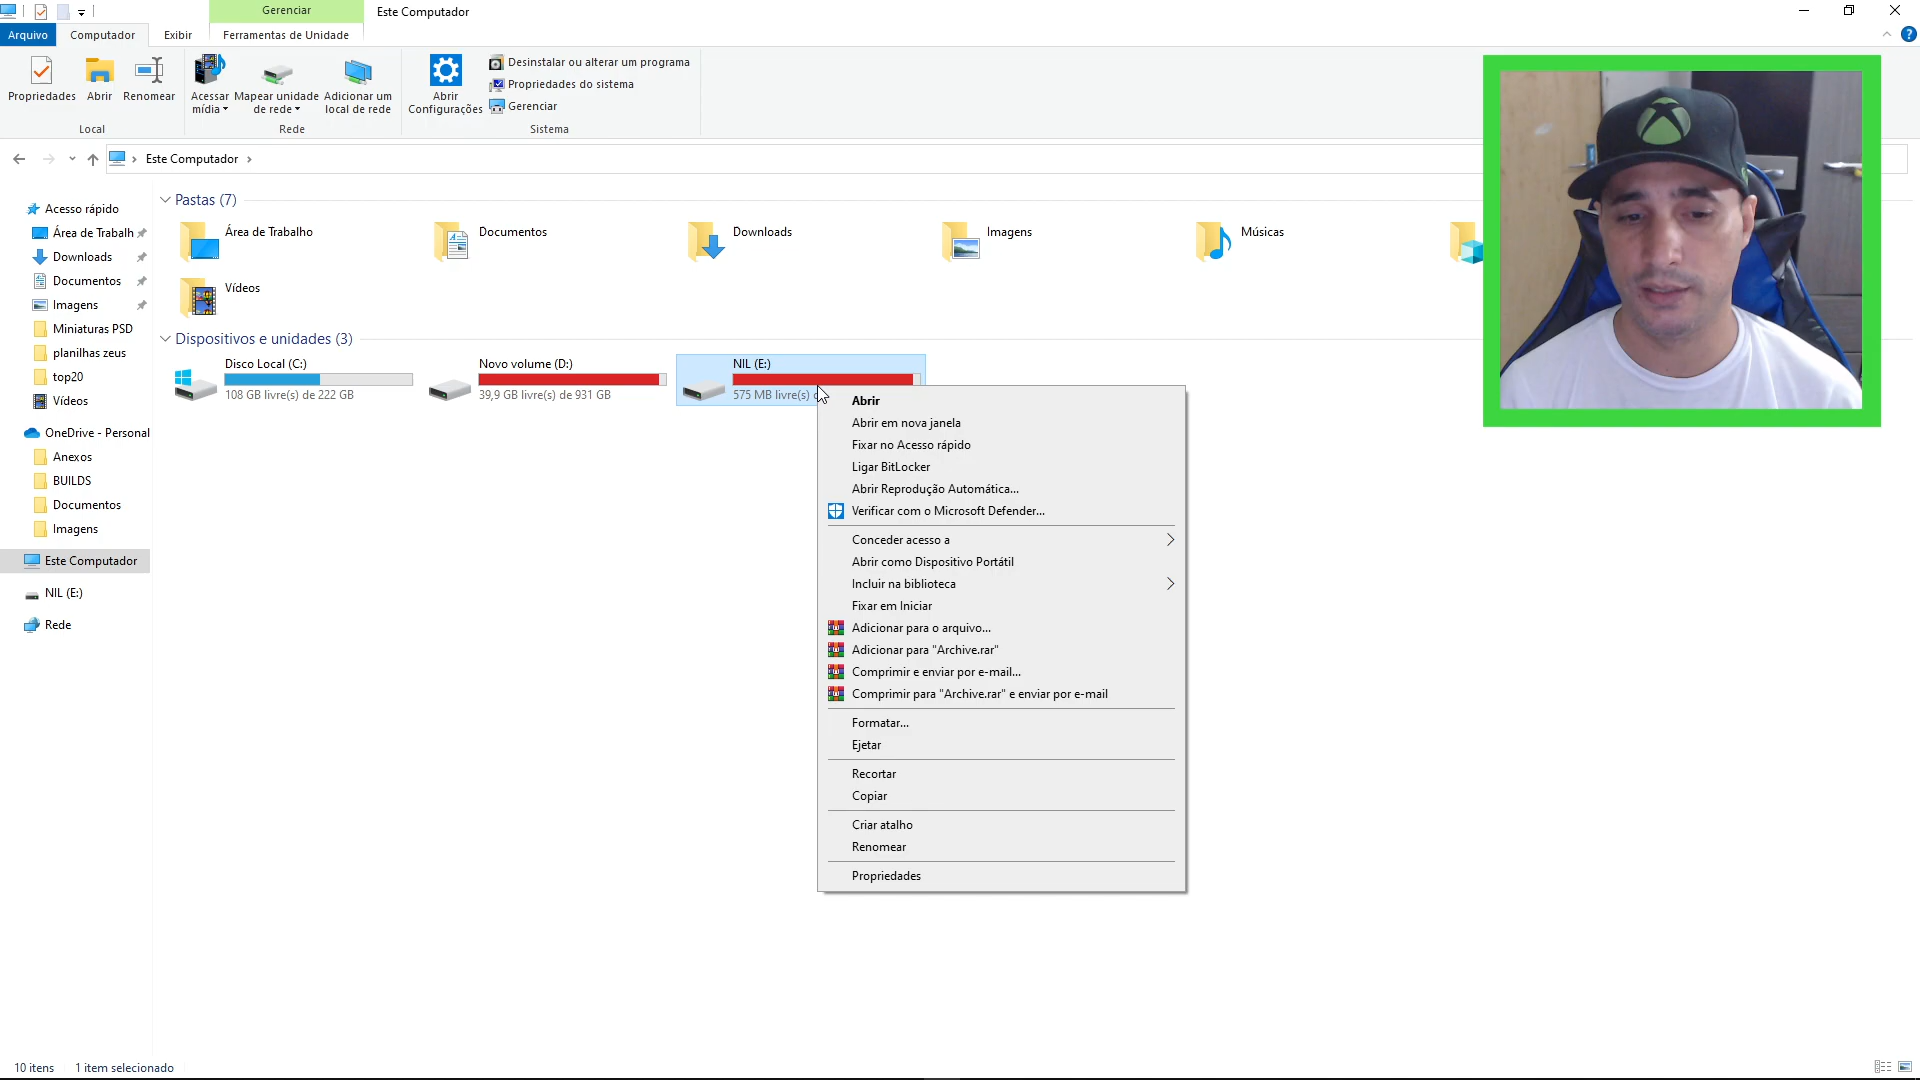 Gerenciar
Este Computador
Arquivo
Computador
Exibir
Ferramentas de Unidade
Propriedades
Abrir
Renomear
Acessar
mídia
Mapear unidade
de rede
Adicionar um
local de rede
Abrir
Configurações
Desinstalar ou alterar um programa
Propriedades do sistema
Gerenciar
Local
Rede
Sistema
Este Computador
Acesso rápido
Área de Trabalh
Downloads
Documentos
Imagens
Miniaturas PSD
planilhas zeus
top20
Vídeos
OneDrive - Personal
Anexos
BUILDS
Documentos
Imagens
Este Computador
NIL (E:)
Rede
Pastas (7)
Área de Trabalho
Documentos
Downloads
Imagens
Músicas
Vídeos
Dispositivos e unidades (3)
Disco Local (C:)
108 GB livre(s) de 222 GB
Novo volume (D:)
39,9 GB livre(s) de 931 GB
NIL (E:)
575 MB livre(s)
Abrir
Abrir em nova janela
Fixar no Acesso rápido
Ligar BitLocker
Abrir Reprodução Automática...
Verificar com o Microsoft Defender...
Conceder acesso a
Abrir como Dispositivo Portátil
Incluir na biblioteca
Fixar em Iniciar
Adicionar para o arquivo...
Adicionar para "Archive.rar"
Comprimir e enviar por e-mail...
Comprimir para "Archive.rar" e enviar por e-mail
Formatar...
Ejetar
Recortar
Copiar
Criar atalho
Renomear
Propriedades
10 itens
1 item selecionado